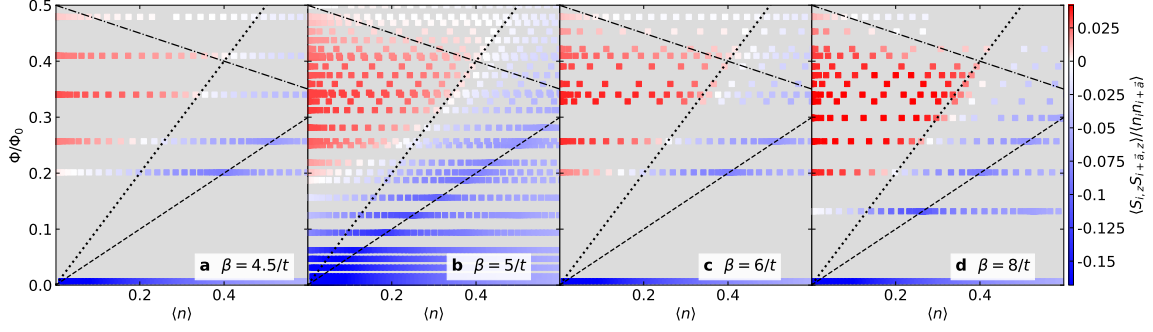 0.5
0.4
0.3
0.2
0.1
0.0
Φ/Φ₀
a β = 4.5/t
b β = 5/t
c β = 6/t
d β = 8/t
0.2 0.4
0.2 0.4
0.2 0.4
0.2 0.4
⟨n⟩
⟨n⟩
⟨n⟩
⟨n⟩
0.025
0
-0.025
-0.05
-0.075
-0.1
-0.125
-0.15
⟨S_{i,z}S_{i+ā,z}⟩/⟨n_i n_{i+ā}⟩